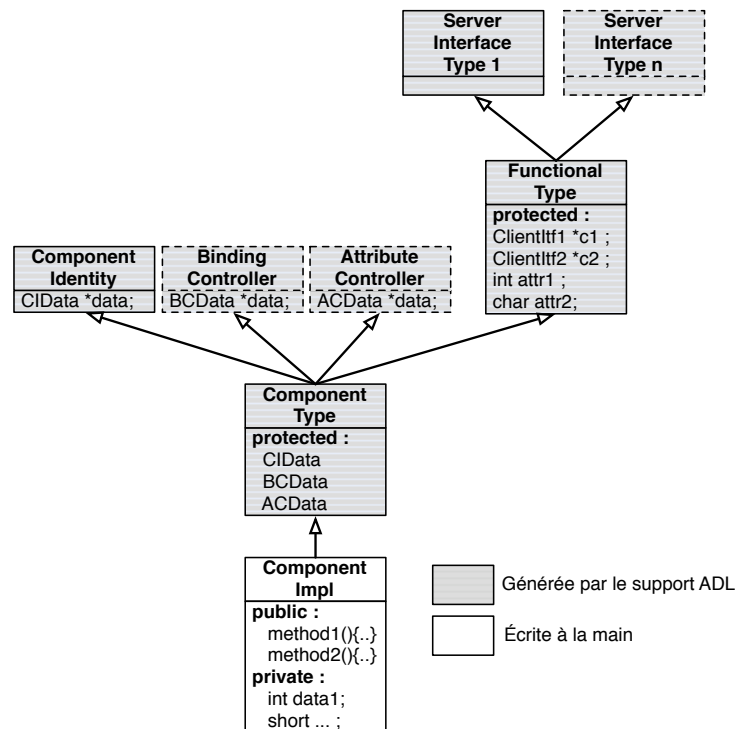 Server
Interface
Type 1
Server
Interface
Type n
Functional
Type
protected :
ClientItf1 *c1 ;
ClientItf2 *c2 ;
int attr1 ;
char attr2;
Component
Identity
CIData *data;
Binding
Controller
BCData *data;
Attribute
Controller
ACData *data;
Component
Type
protected :
CIData
BCData
ACData
Component
Impl
public :
method1(){..}
method2(){..}
private :
int data1;
short ... ;
Générée par le support ADL
Écrite à la main